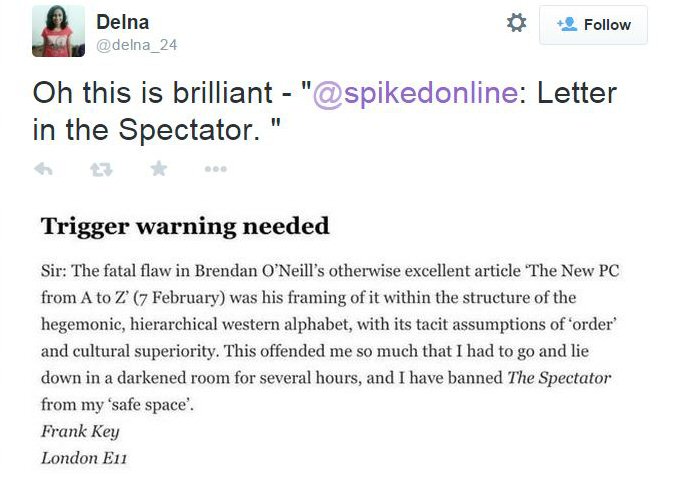 Delna
@delna_24
Follow
Oh this is brilliant - "@spikedonline: Letter
in the Spectator. "
Trigger warning needed
Sir: The fatal flaw in Brendan O'Neill's otherwise excellent article ‘The New PC
from A to Z’ (7 February) was his framing of it within the structure of the
hegemonic, hierarchical western alphabet, with its tacit assumptions of ‘order’
and cultural superiority. This offended me so much that I had to go and lie
down in a darkened room for several hours, and I have banned The Spectator
from my ‘safe space’.
Frank Key
London E11